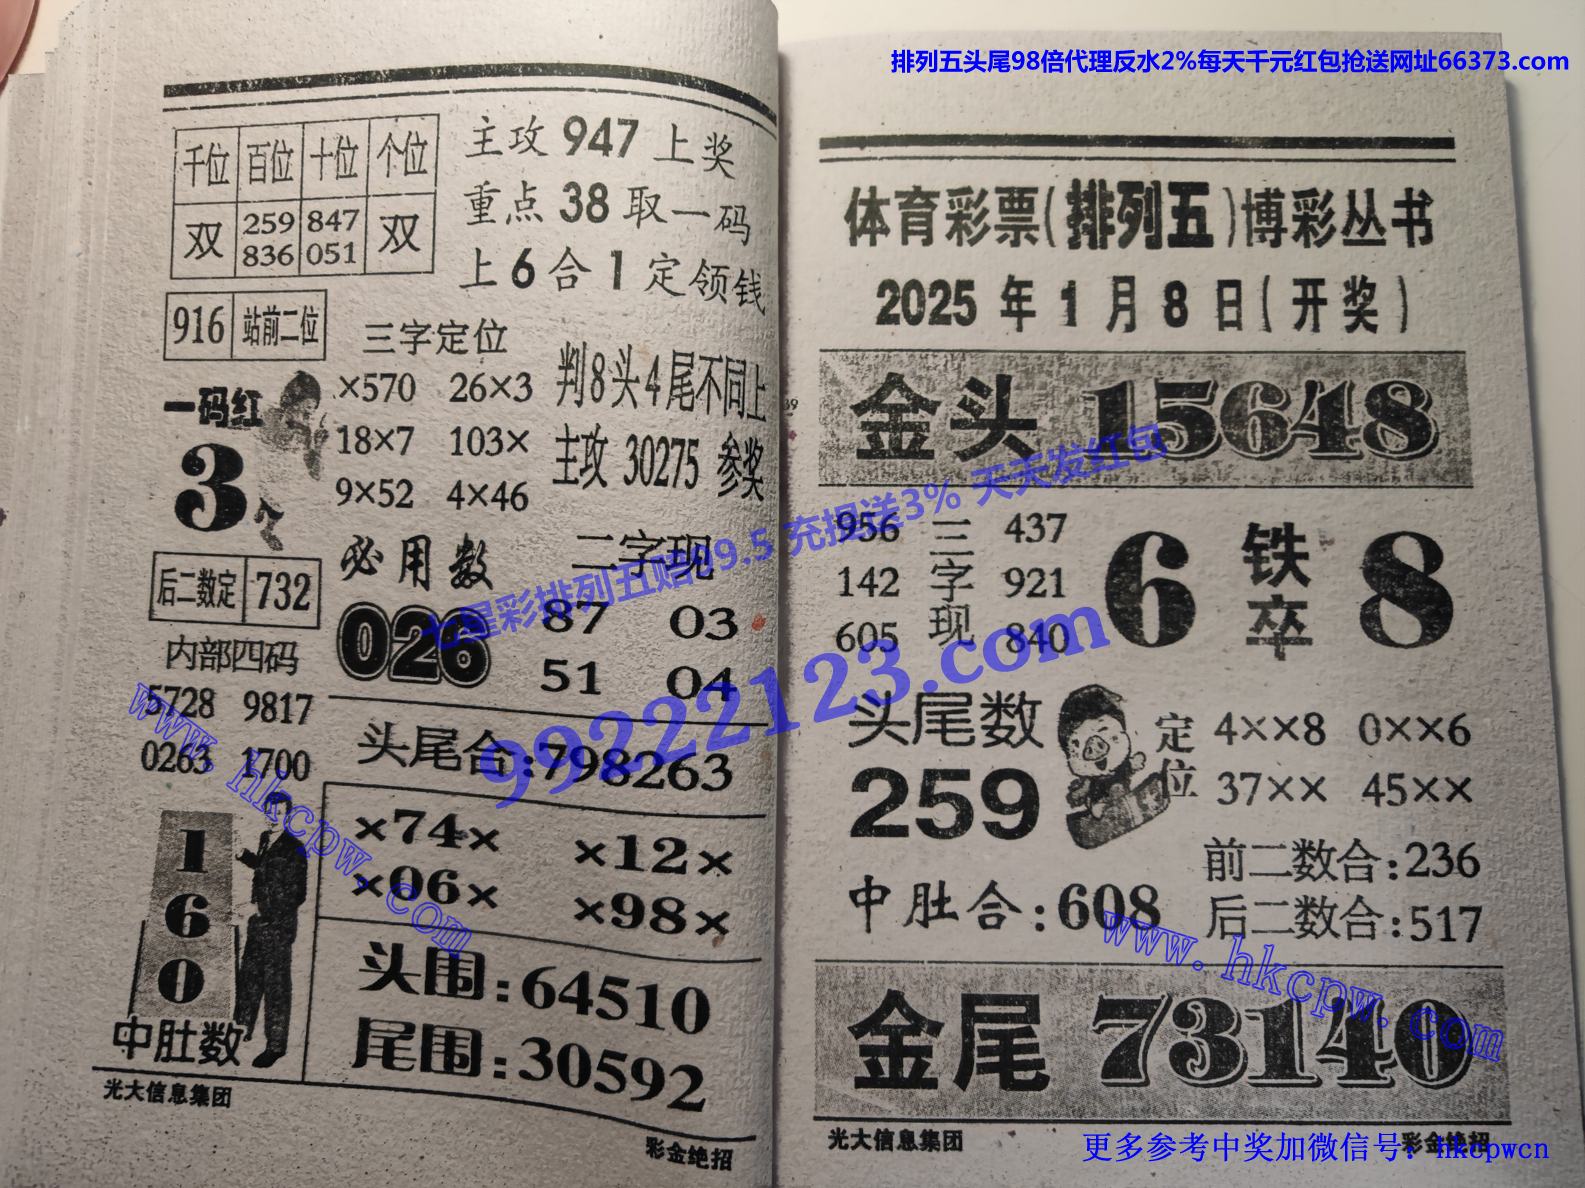 排列五头尾98倍代理反水2%每天千元红包抢送网址66373.com
千位 百位 十位 个位
双 259 847 双
836 051
主攻 947 上奖
重点 38 取一码
上 6 合 1 定领钱
916 站前二位
三字定位
×570 26×3
18×7 103×
9×52 4×46
判8头4尾不同上
主攻 30275 参奖
一码红
3
后二数定 732
必用数
026
二字现
87 03
51 04
内部四码
5728 9817
0263 1700
头尾合:798263
160
中肚数
×74× ×12×
×06× ×98×
头围:64510
尾围:30592
光大信息集团
彩金绝招
39
体育彩票(排列五)博彩丛书
2025年1月8日(开奖)
金头 15648
三字现
956 437
142 921
605 840
6 铁卒 8
头尾数
259
定位
4××8 0××6
37×× 45××
中肚合:608
前二数合:236
后二数合:517
金尾 73140
光大信息集团
彩金绝招
七星彩排列五赔99.5 充投送3% 天天发红包
99222123.com
www.hkcpw.com
www.hkcpw.com
更多参考中奖加微信号:hkcpwcn